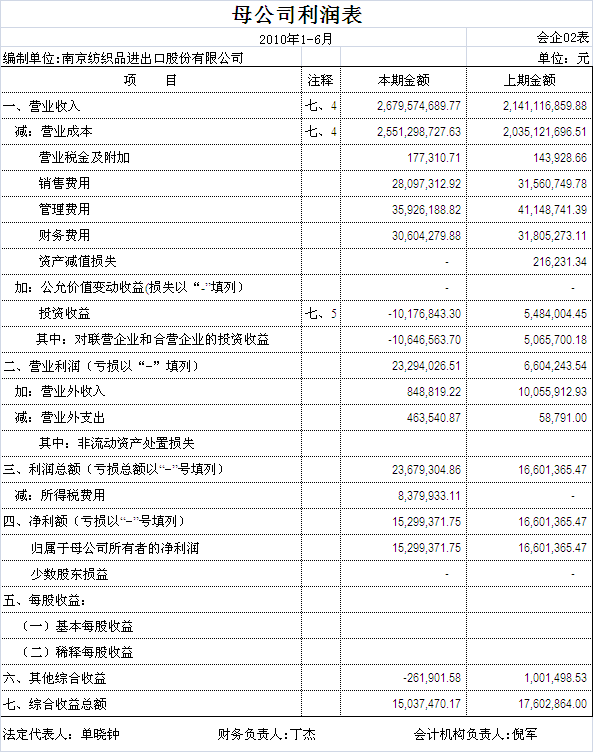 母公司利润表
2010年1-6月 会企02表
编制单位:南京纺织品进出口股份有限公司 单位：元
项 目 注释 本期金额 上期金额
一、营业收入 七、4 2,679,574,689.77 2,141,116,859.88
减：营业成本 七、4 2,551,298,727.63 2,035,121,696.51
营业税金及附加 177,310.71 143,928.66
销售费用 28,097,312.92 31,560,749.78
管理费用 35,926,188.82 41,148,741.39
财务费用 30,604,279.88 31,805,273.11
资产减值损失 - 216,231.34
加：公允价值变动收益(损失以“-”填列） - -
投资收益 七、5 -10,176,843.30 5,484,004.45
其中：对联营企业和合营企业的投资收益 -10,646,563.70 5,065,700.18
二、营业利润（亏损以“-”填列） 23,294,026.51 6,604,243.54
加：营业外收入 848,819.22 10,055,912.93
减：营业外支出 463,540.87 58,791.00
其中：非流动资产处置损失
三、利润总额（亏损总额以“-”号填列） 23,679,304.86 16,601,365.47
减：所得税费用 8,379,933.11 -
四、净利额（亏损以“-”号填列） 15,299,371.75 16,601,365.47
归属于母公司所有者的净利润 15,299,371.75 16,601,365.47
少数股东损益 - -
五、每股收益：
（一）基本每股收益
（二）稀释每股收益
六、其他综合收益 -261,901.58 1,001,498.53
七、综合收益总额 15,037,470.17 17,602,864.00
法定代表人：单晓钟 财务负责人:丁杰 会计机构负责人:倪军